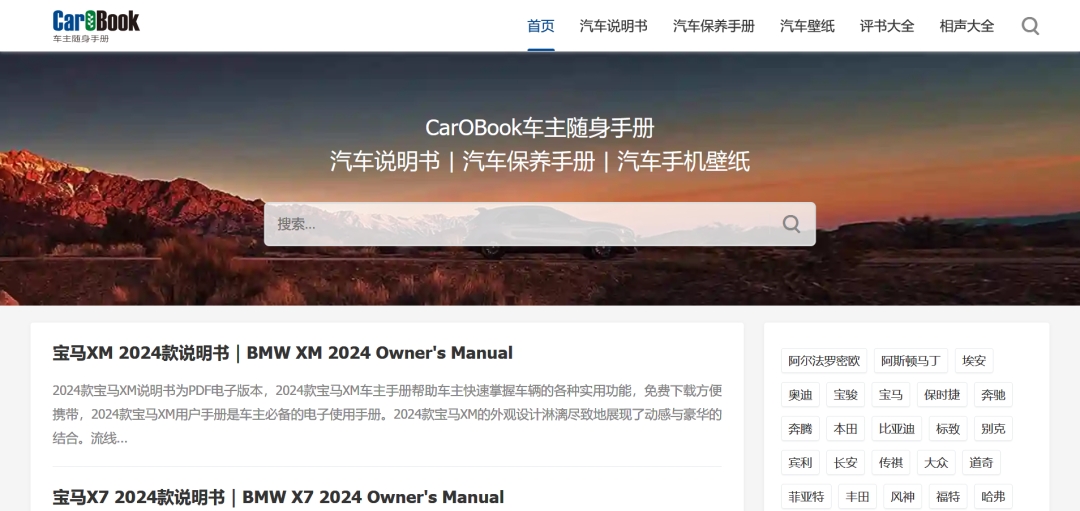 CarOBook
车主随身手册
首页 汽车说明书 汽车保养手册 汽车壁纸 评书大全 相声大全
CarOBook车主随身手册
汽车说明书 | 汽车保养手册 | 汽车手机壁纸
搜索...
宝马XM 2024款说明书 | BMW XM 2024 Owner's Manual
2024款宝马XM说明书为PDF电子版本，2024款宝马XM车主手册帮助车主快速掌握车辆的各种实用功能，免费下载方便
携带，2024款宝马XM用户手册是车主必备的电子使用手册。2024款宝马XM的外观设计淋漓尽致地展现了动感与豪华的
结合。流线...
宝马X7 2024款说明书 | BMW X7 2024 Owner's Manual
阿尔法罗密欧 阿斯顿马丁 埃安
奥迪 宝骏 宝马 保时捷 奔驰
奔腾 本田 比亚迪 标致 别克
宾利 长安 传祺 大众 道奇
菲亚特 丰田 风神 福特 哈弗